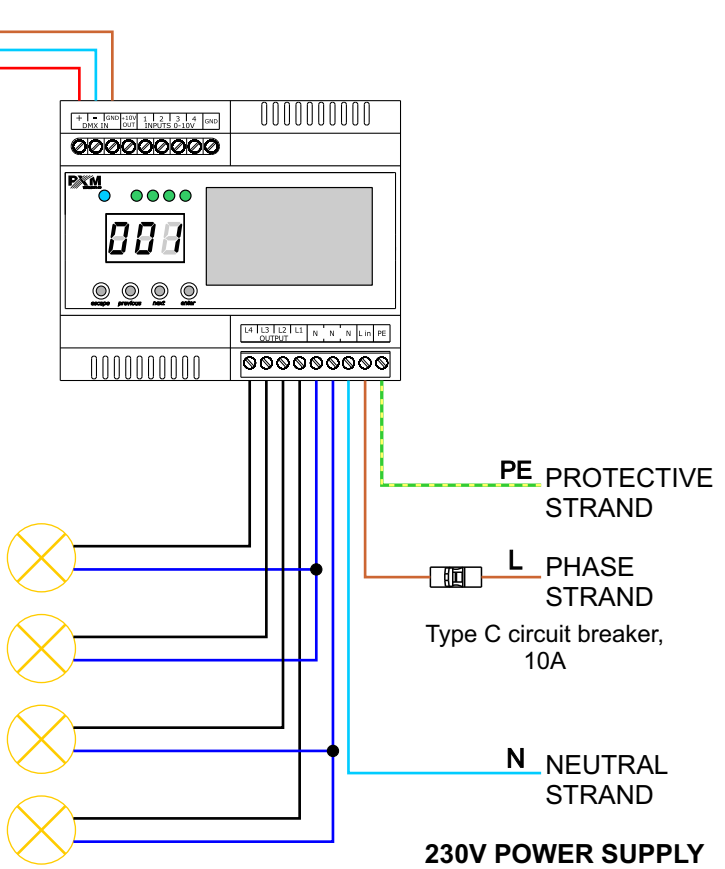 + - GND +10V 1 2 3 4 GND
DMX IN OUT INPUTS 0-10V
PXM
001
escape previous next enter
L4 L3 L2 L1 N N N L in PE
OUTPUT
PE PROTECTIVE
STRAND
L PHASE
STRAND
Type C circuit breaker,
10A
N NEUTRAL
STRAND
230V POWER SUPPLY